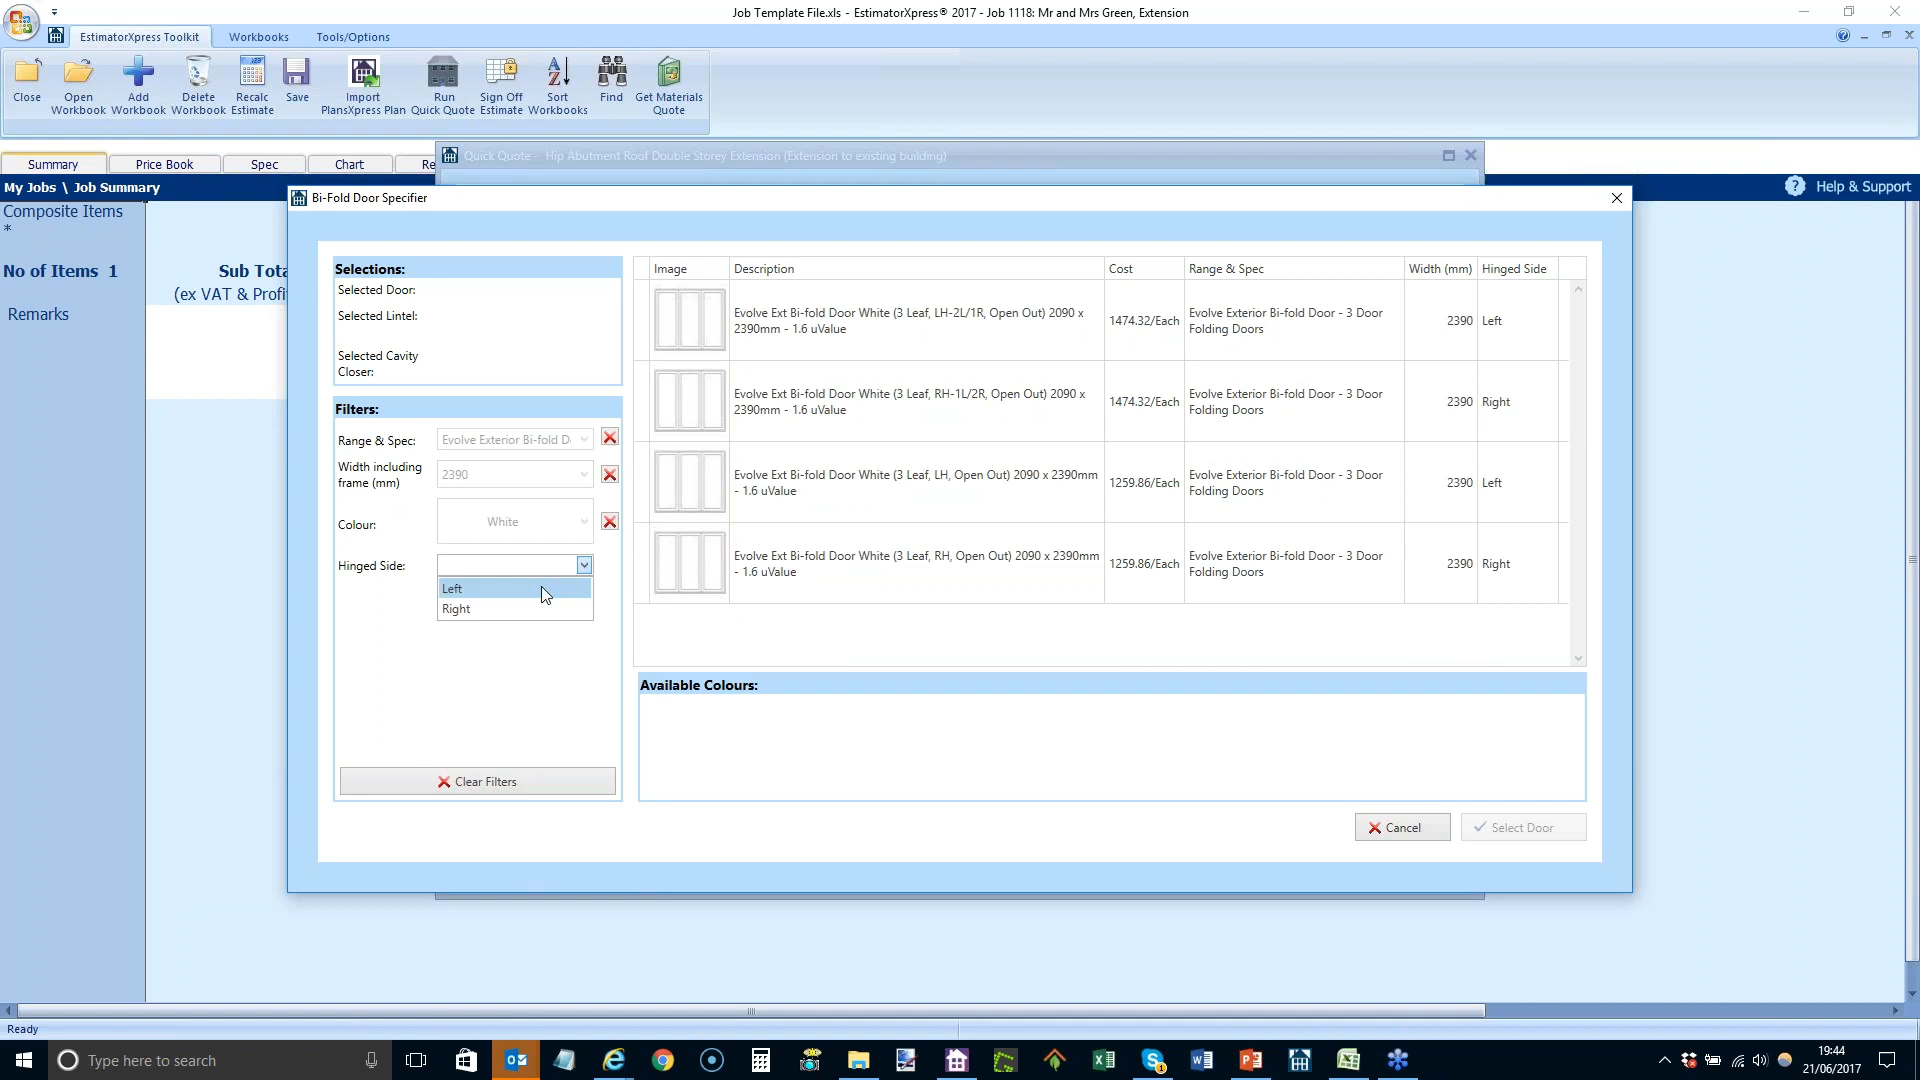 Job Template File.xls - EstimatorXpress® 2017 - Job 1118: Mr and Mrs Green, Extension
EstimatorXpress Toolkit
Workbooks
Tools/Options
Close
Open
Workbook
Add
Workbook
Delete
Workbook
Recalc
Estimate
Save
Import
PlansXpress Plan
Run
Quick Quote
Sign Off
Estimate
Sort
Workbooks
Find
Get Materials
Quote
Summary
Price Book
Spec
Chart
Re
Quick Quote - Hip Abutment Roof Double Storey Extension (Extension to existing building)
My Jobs \ Job Summary
Help & Support
Composite Items
*
No of Items 1
Sub Tota
(ex VAT & Profi
Remarks
Bi-Fold Door Specifier
Selections:
Selected Door:
Selected Lintel:
Selected Cavity
Closer:
Filters:
Range & Spec:
Evolve Exterior Bi-fold D
Width including
frame (mm)
2390
Colour:
White
Hinged Side:
Left
Right
Clear Filters
Image
Description
Cost
Range & Spec
Width (mm)
Hinged Side
Evolve Ext Bi-fold Door White (3 Leaf, LH-2L/1R, Open Out) 2090 x
2390mm - 1.6 uValue
1474.32/Each
Evolve Exterior Bi-fold Door - 3 Door
Folding Doors
2390
Left
Evolve Ext Bi-fold Door White (3 Leaf, RH-1L/2R, Open Out) 2090 x
2390mm - 1.6 uValue
1474.32/Each
Evolve Exterior Bi-fold Door - 3 Door
Folding Doors
2390
Right
Evolve Ext Bi-fold Door White (3 Leaf, LH, Open Out) 2090 x 2390mm
- 1.6 uValue
1259.86/Each
Evolve Exterior Bi-fold Door - 3 Door
Folding Doors
2390
Left
Evolve Ext Bi-fold Door White (3 Leaf, RH, Open Out) 2090 x 2390mm
- 1.6 uValue
1259.86/Each
Evolve Exterior Bi-fold Door - 3 Door
Folding Doors
2390
Right
Available Colours:
Cancel
Select Door
Ready
Type here to search
19:44
21/06/2017